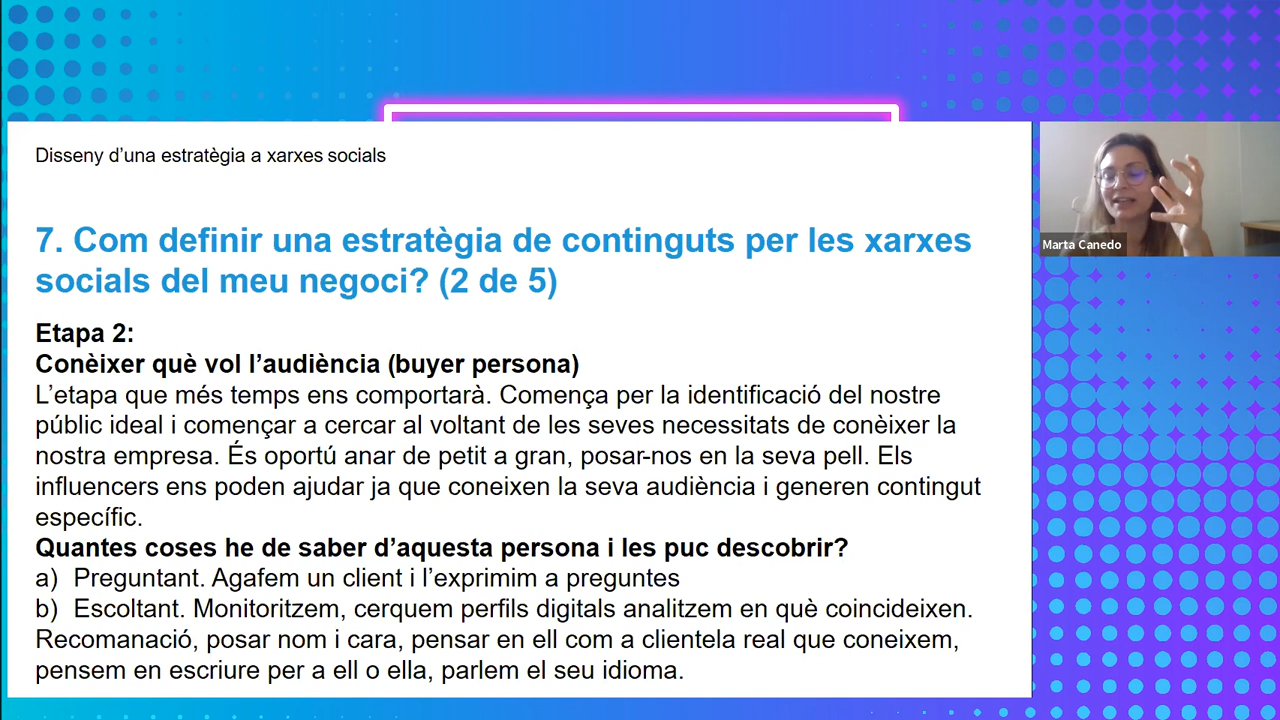 Disseny d’una estratègia a xarxes socials
7. Com definir una estratègia de continguts per les xarxes
socials del meu negoci? (2 de 5)
Etapa 2:
Conèixer què vol l’audiència (buyer persona)
L’etapa que més temps ens comportarà. Comença per la identificació del nostre
públic ideal i començar a cercar al voltant de les seves necessitats de conèixer la
nostra empresa. És oportú anar de petit a gran, posar-nos en la seva pell. Els
influencers ens poden ajudar ja que coneixen la seva audiència i generen contingut
específic.
Quantes coses he de saber d’aquesta persona i les puc descobrir?
a) Preguntant. Agafem un client i l’exprimim a preguntes
b) Escoltant. Monitoritzem, cerquem perfils digitals analitzem en què coincideixen.
Recomanació, posar nom i cara, pensar en ell com a clientela real que coneixem,
pensem en escriure per a ell o ella, parlem el seu idioma.
Marta Canedo